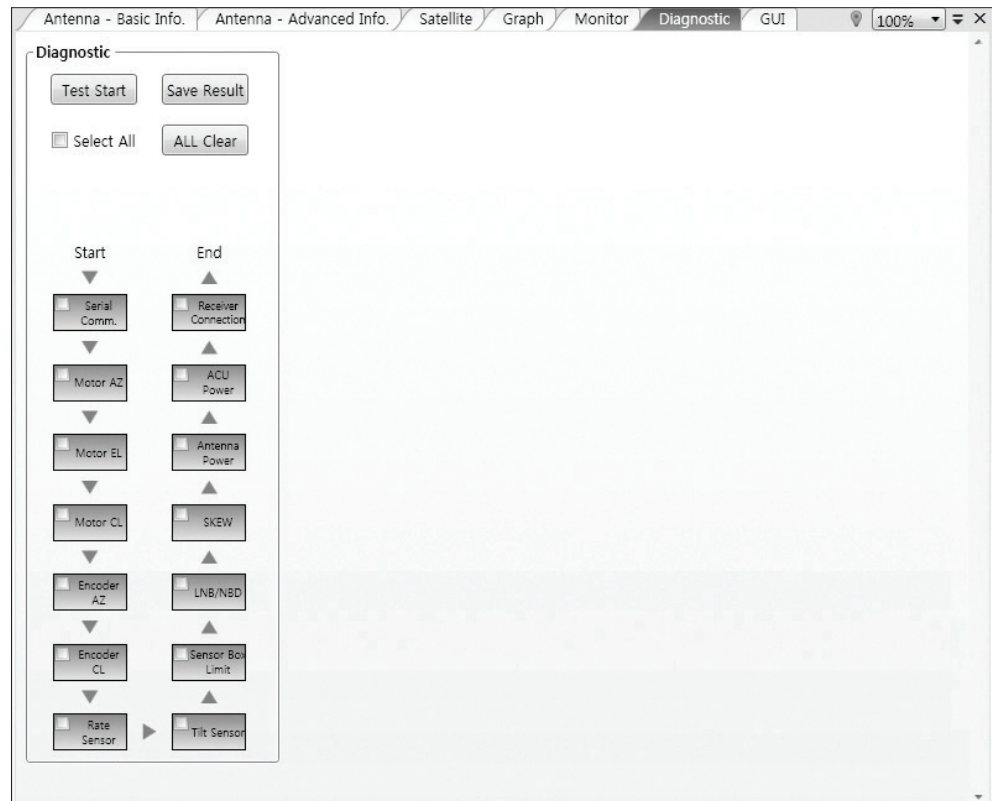 Antenna - Basic Info. Antenna - Advanced Info. Satellite Graph Monitor Diagnostic GUI 100%
Diagnostic
Test Start Save Result
Select All ALL Clear
Start End
Serial
Comm.
Receiver
Connection
Motor AZ
ACU
Power
Motor EL
Antenna
Power
Motor CL
SKEW
Encoder
AZ
LNB/NBD
Encoder
CL
Sensor Box
Limit
Rate
Sensor
Tilt Sensor